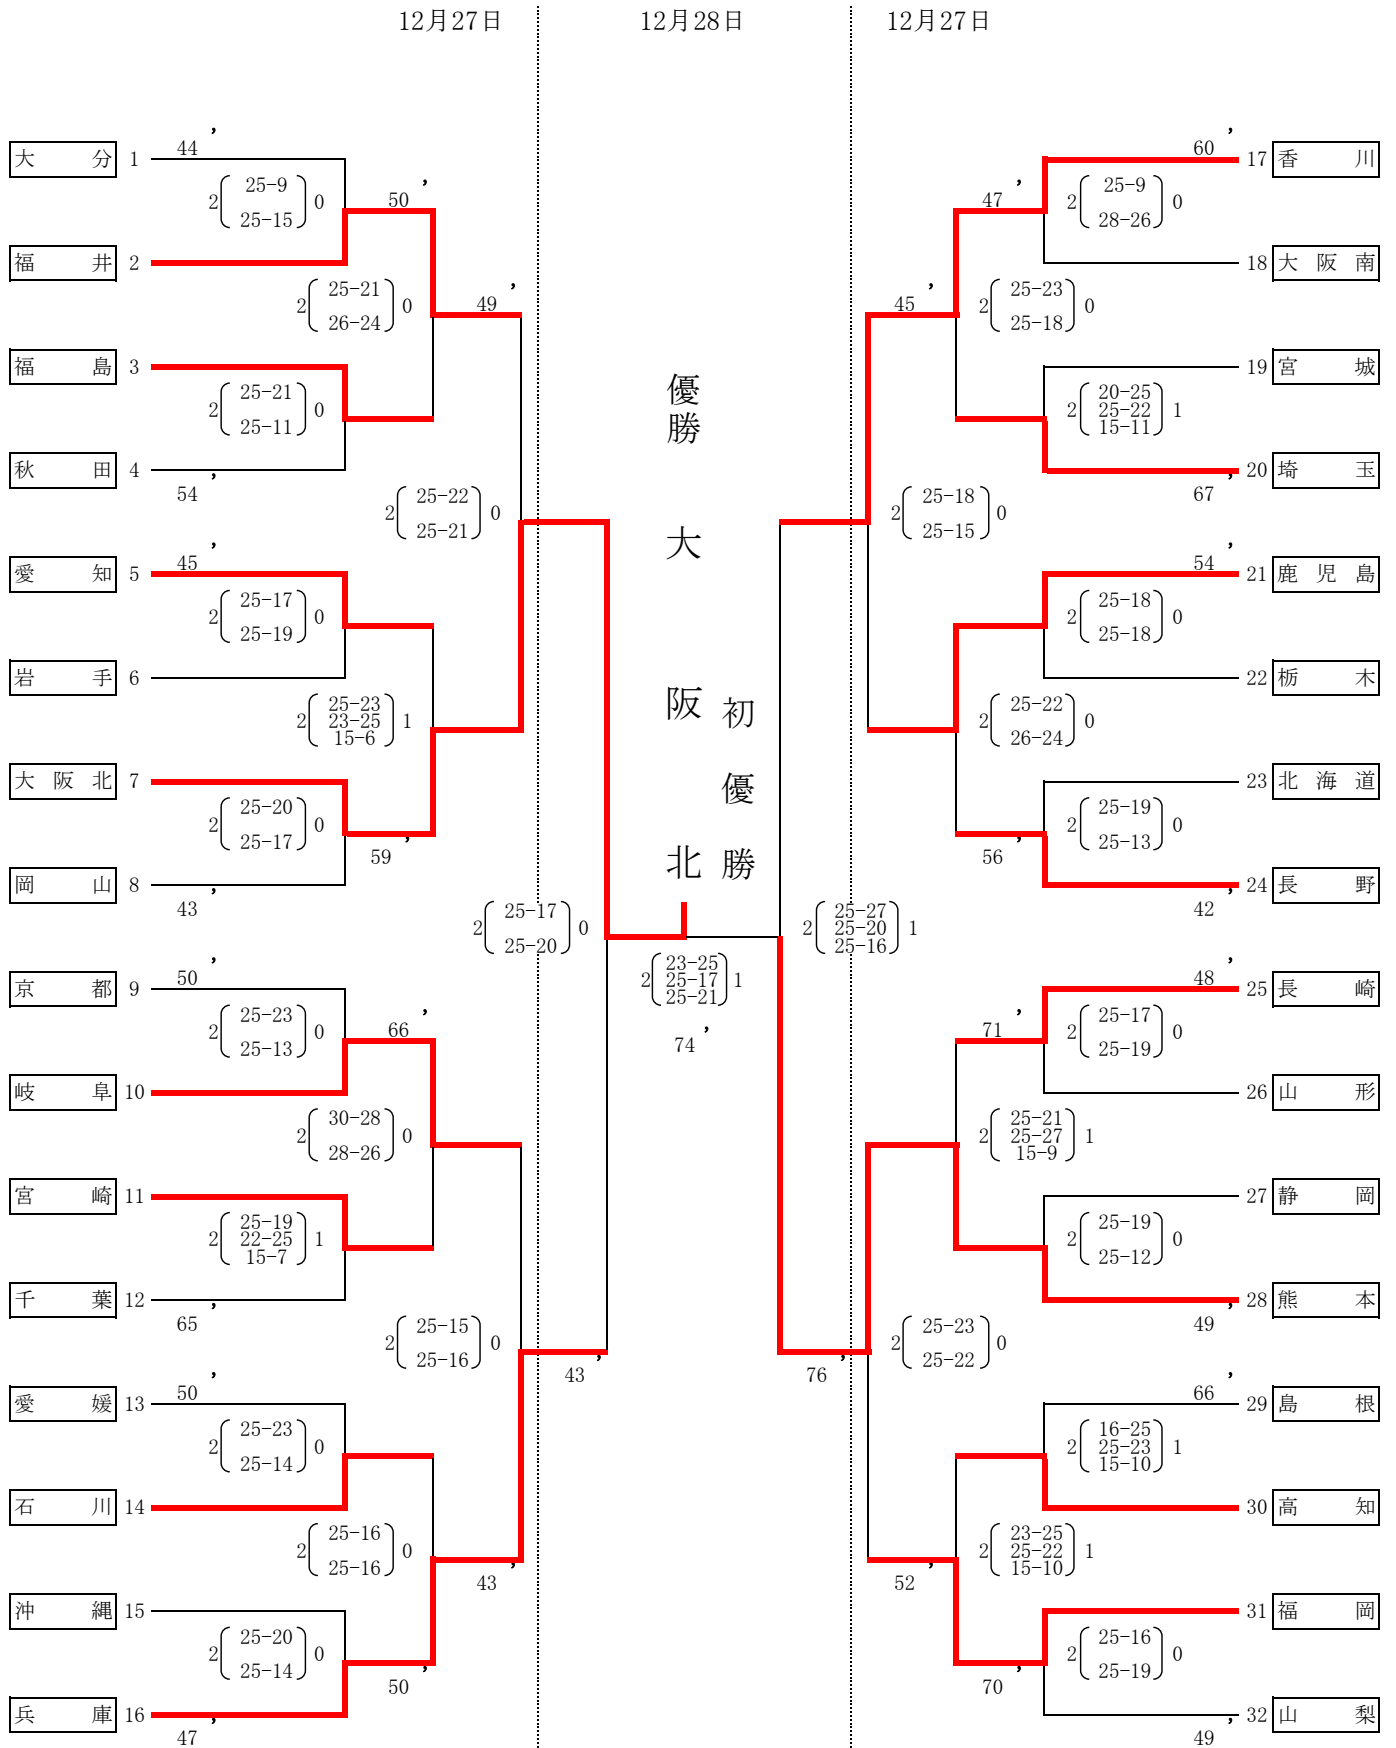 12月27日 12月28日 12月27日
44 ’ 60 ’
大分 1 17 香川
2 25-9 25-15 0 50 ’ 47 ’ 2 25-9 28-26 0
福井 2 18 大阪南
2 25-21 26-24 0 49 ’ 45 ’ 2 25-23 25-18 0
福島 3 19 宮城
2 25-21 25-11 0 2 20-25 25-22 15-11 1
秋田 4 20 埼玉
54 ’ 67 ’
2 25-22 25-21 0 2 25-18 25-15 0
45 ’ 54 ’
愛知 5 21 鹿児島
2 25-17 25-19 0 2 25-18 25-18 0
岩手 6 22 栃木
2 25-23 23-25 15-6 1 2 25-22 26-24 0
大阪北 7 23 北海道
2 25-20 25-17 0 2 25-19 25-13 0
59 ’ 56 ’
岡山 8 24 長野
43 ’ 42 ’
優勝
大阪北
初優勝
2 25-17 25-20 0 2 25-27 25-20 25-16 1
2 23-25 25-17 25-21 1
74 ’
50 ’ 48 ’
京都 9 25 長崎
2 25-23 25-13 0 66 ’ 71 ’ 2 25-17 25-19 0
岐阜 10 26 山形
2 30-28 28-26 0 2 25-21 25-27 15-9 1
宮崎 11 27 静岡
2 25-19 22-25 15-7 1 2 25-19 25-12 0
千葉 12 28 熊本
65 ’ 49 ’
2 25-15 25-16 0 2 25-23 25-22 0
43 ’ 76 ’
50 ’ 66 ’
愛媛 13 29 島根
2 25-23 25-14 0 2 16-25 25-23 15-10 1
石川 14 30 高知
2 25-16 25-16 0 2 23-25 25-22 15-10 1
43 ’ 52 ’
沖縄 15 31 福岡
2 25-20 25-14 0 2 25-16 25-19 0
50 ’ 70 ’
兵庫 16 32 山梨
47 ’ 49 ’